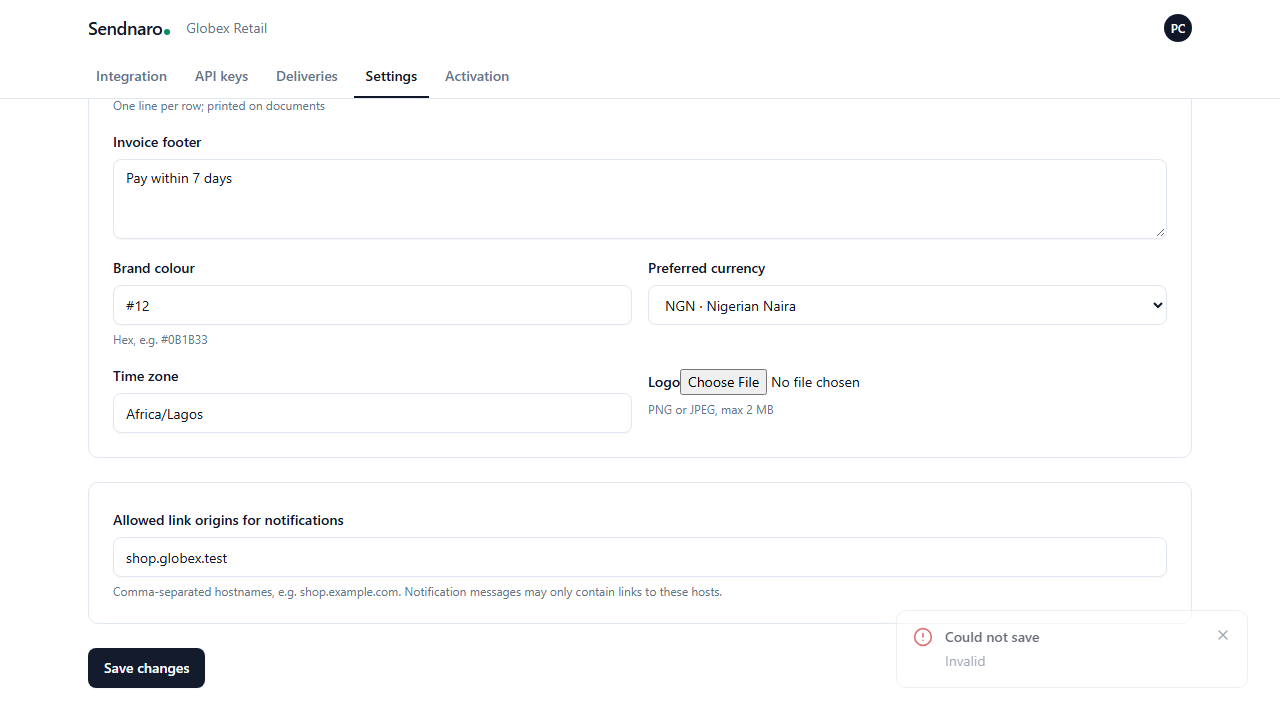 Sendnaro
Globex Retail
PC
Integration
API keys
Deliveries
Settings
Activation
One line per row; printed on documents
Invoice footer
Pay within 7 days
Brand colour
Preferred currency
#12
NGN · Nigerian Naira
Hex, e.g. #0B1B33
Time zone
Logo
Choose File
No file chosen
Africa/Lagos
PNG or JPEG, max 2 MB
Allowed link origins for notifications
shop.globex.test
Comma-separated hostnames, e.g. shop.example.com. Notification messages may only contain links to these hosts.
Could not save
Invalid
Save changes